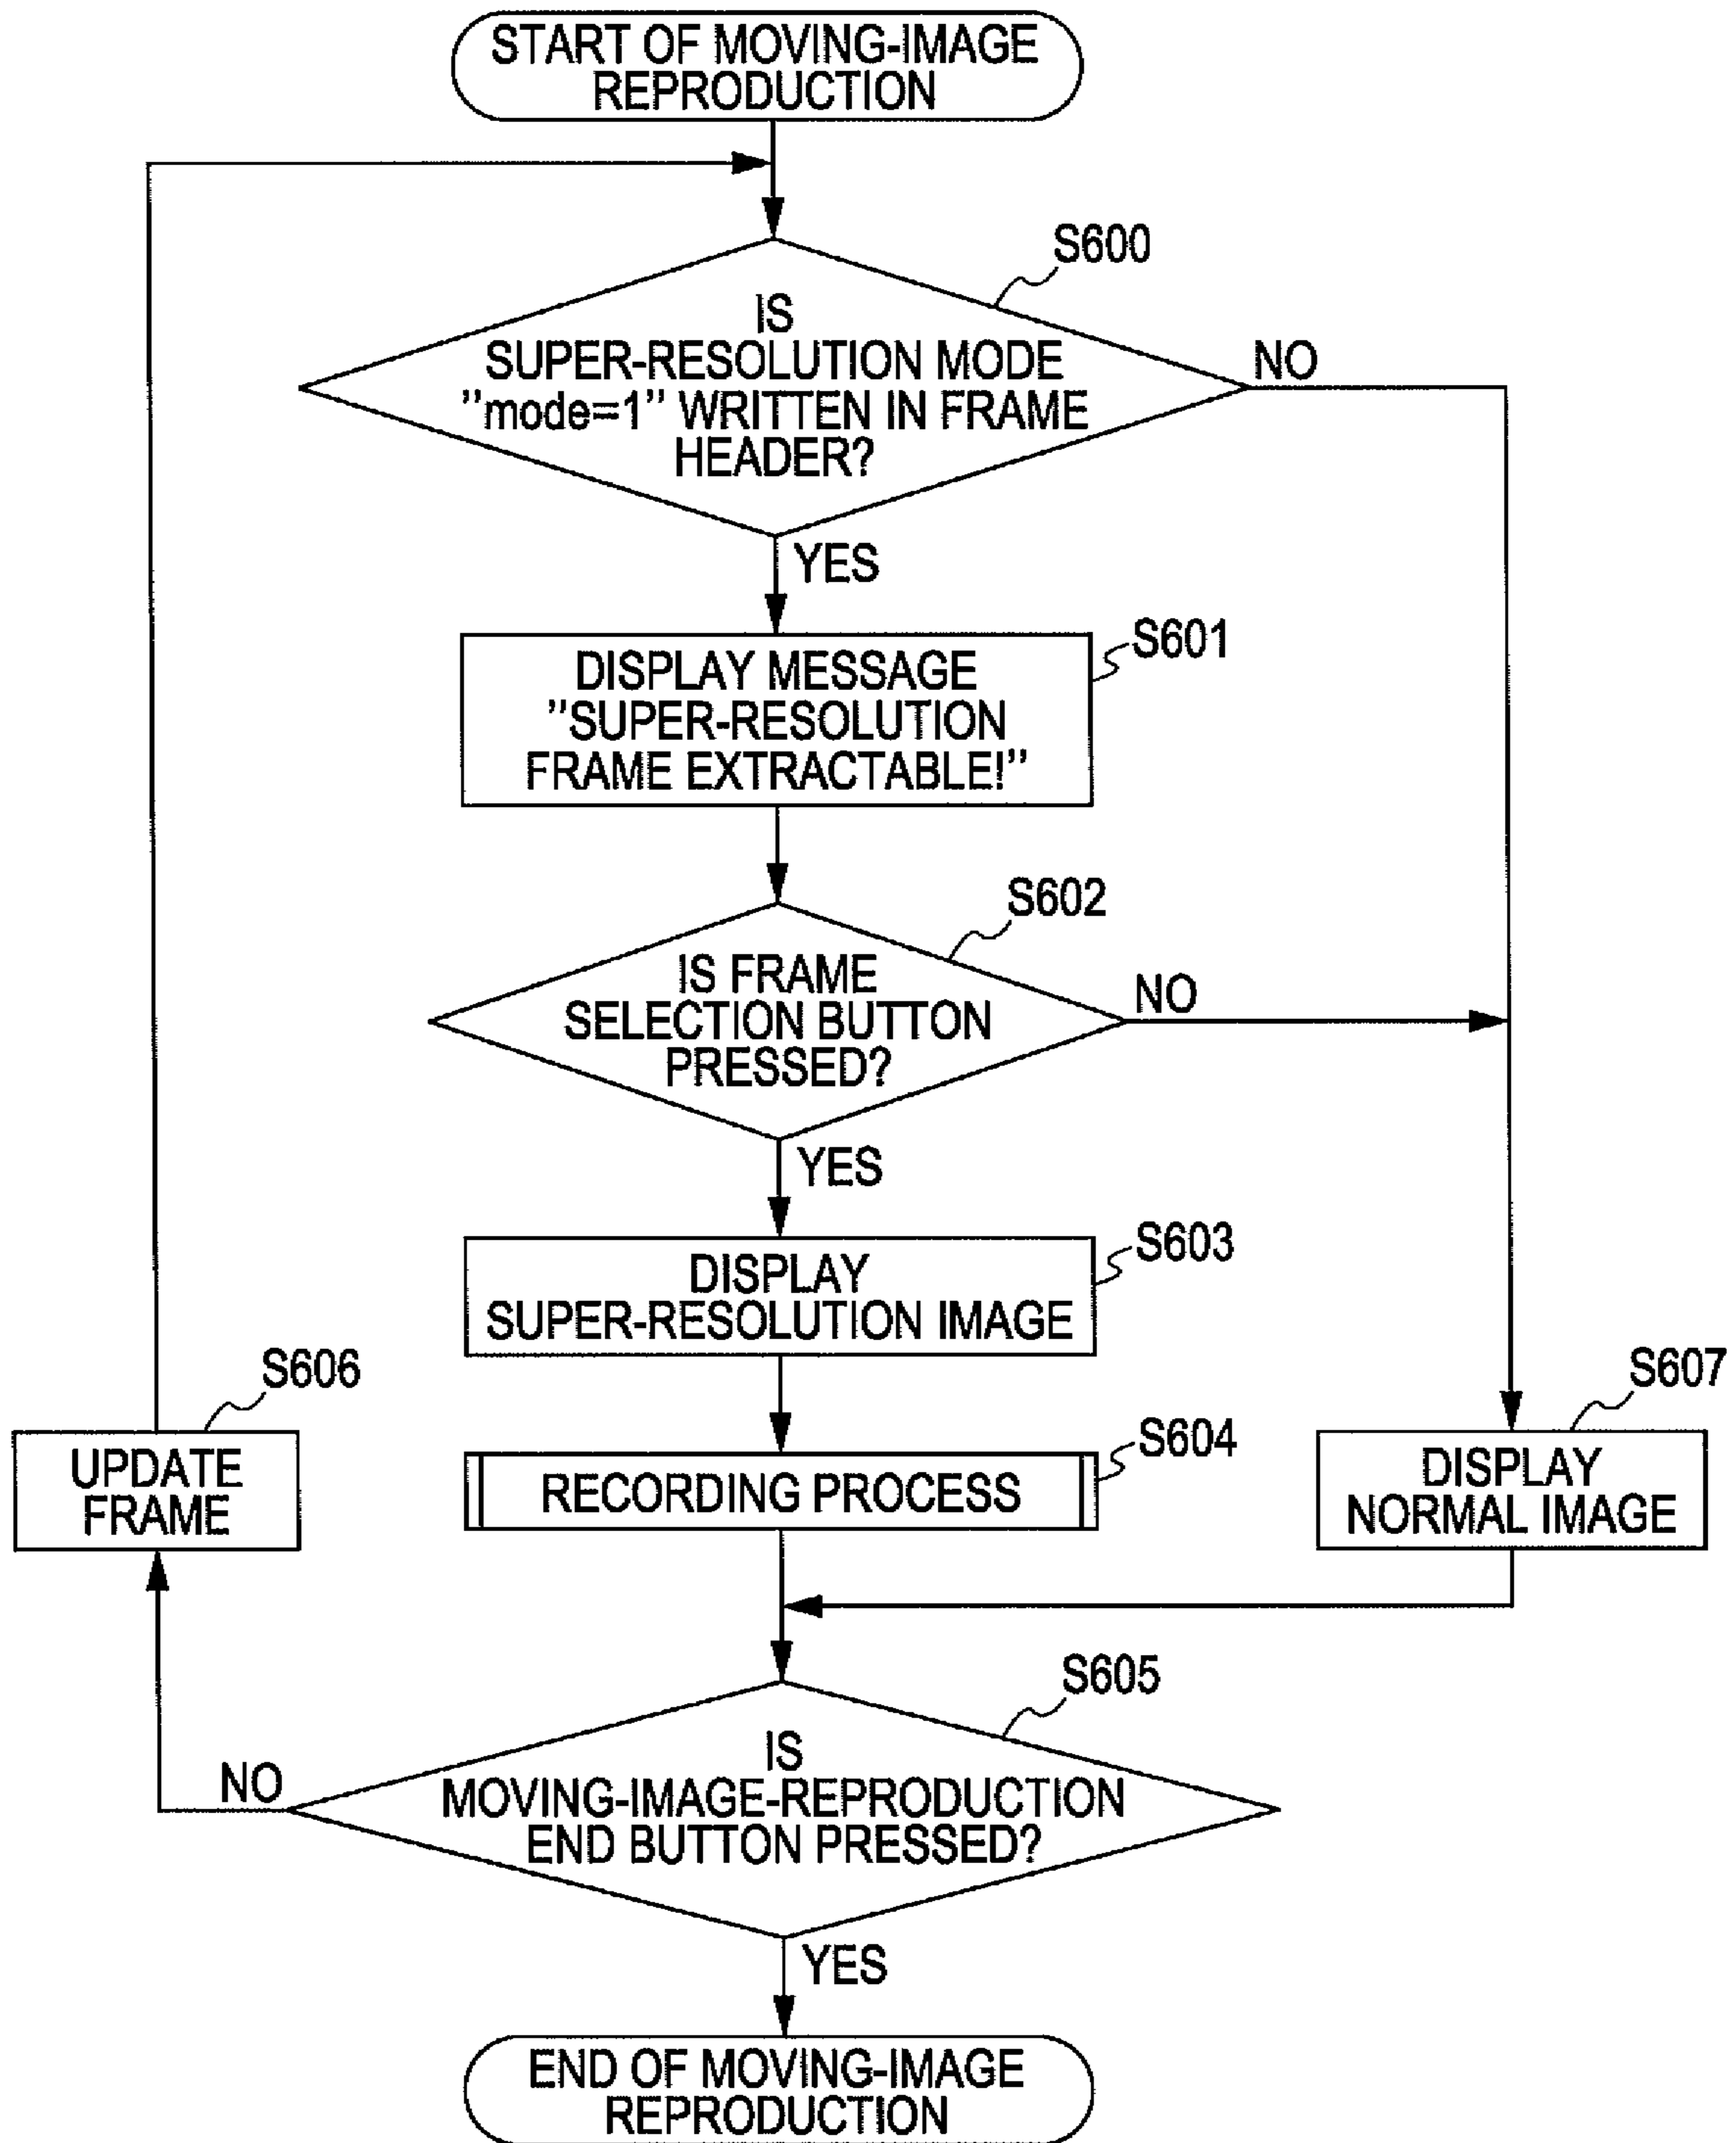 START OF MOVING-IMAGE
REPRODUCTION
S600
IS
SUPER-RESOLUTION MODE
"mode=1" WRITTEN IN FRAME
HEADER?
NO
YES
S601
DISPLAY MESSAGE
"SUPER-RESOLUTION
FRAME EXTRACTABLE!"
S602
IS FRAME
SELECTION BUTTON
PRESSED?
NO
YES
S603
DISPLAY
SUPER-RESOLUTION IMAGE
S606
UPDATE
FRAME
S604
RECORDING PROCESS
S607
DISPLAY
NORMAL IMAGE
S605
IS
MOVING-IMAGE-REPRODUCTION
END BUTTON PRESSED?
NO
YES
END OF MOVING-IMAGE
REPRODUCTION